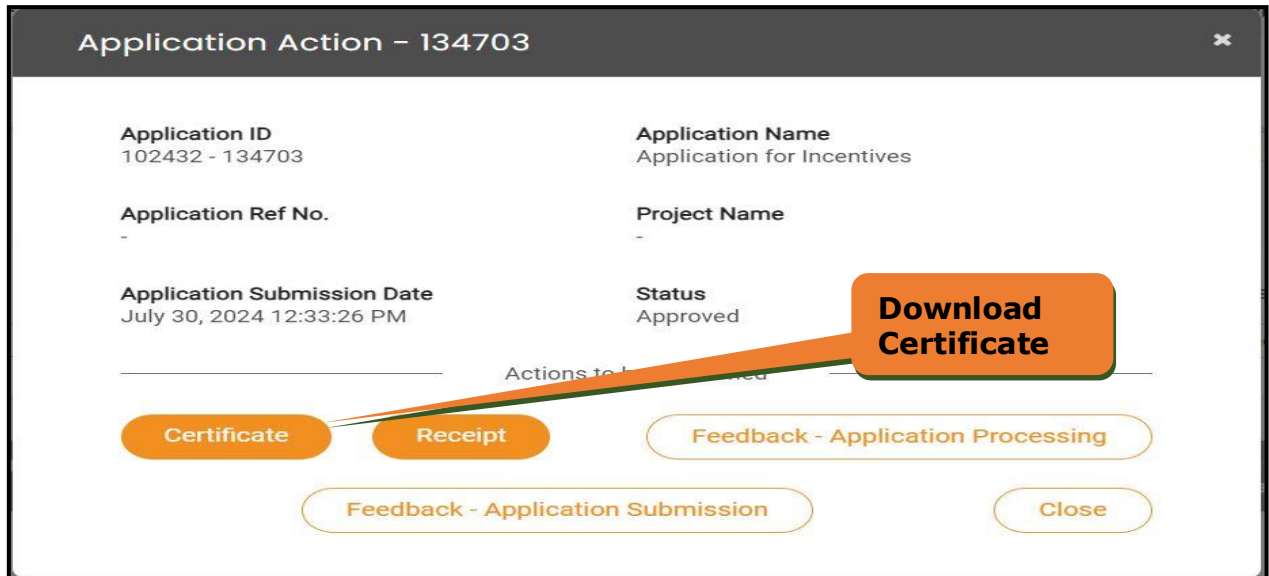 Application Action - 134703
Application ID
102432 - 134703
Application Name
Application for Incentives
Application Ref No.
-
Project Name
-
Application Submission Date
July 30, 2024 12:33:26 PM
Status
Approved
Download
Certificate
Actions to
Certificate
Receipt
Feedback - Application Processing
Feedback - Application Submission
Close